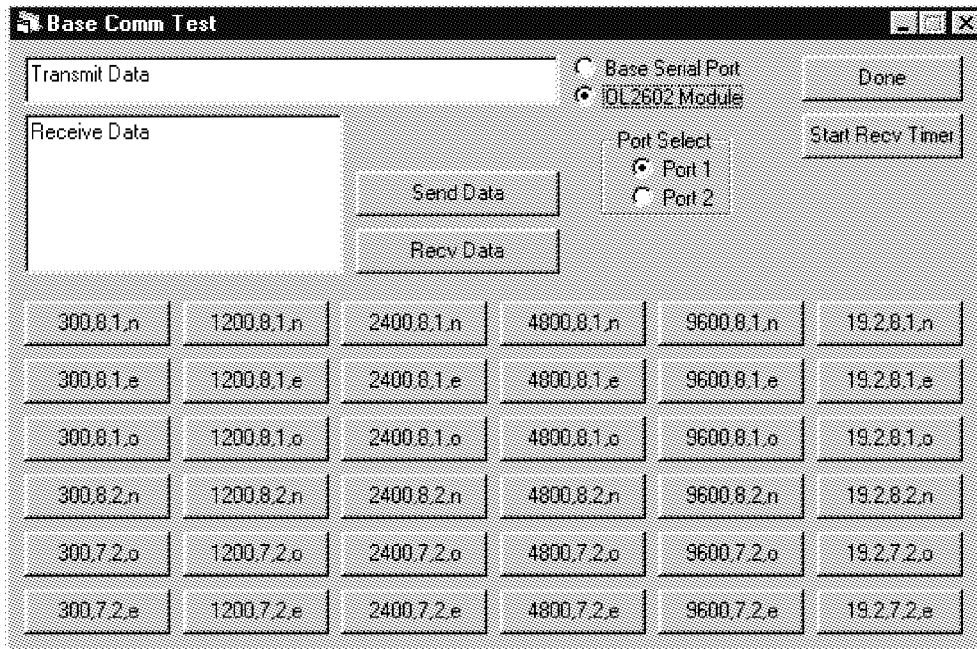 Base Comm Test
Transmit Data
Base Serial Port
OL2602 Module
Done
Receive Data
Port Select
Port 1
Port 2
Start Recv Timer
Send Data
Recv Data
300,8,1,n 1200,8,1,n 2400,8,1,n 4800,8,1,n 9600,8,1,n 19.2,8,1,n
300,8,1,e 1200,8,1,e 2400,8,1,e 4800,8,1,e 9600,8,1,e 19.2,8,1,e
300,8,1,o 1200,8,1,o 2400,8,1,o 4800,8,1,o 9600,8,1,o 19.2,8,1,o
300,8,2,n 1200,8,2,n 2400,8,2,n 4800,8,2,n 9600,8,2,n 19.2,8,2,n
300,7,2,o 1200,7,2,o 2400,7,2,o 4800,7,2,o 9600,7,2,o 19.2,7,2,o
300,7,2,e 1200,7,2,e 2400,7,2,e 4800,7,2,e 9600,7,2,e 19.2,7,2,e